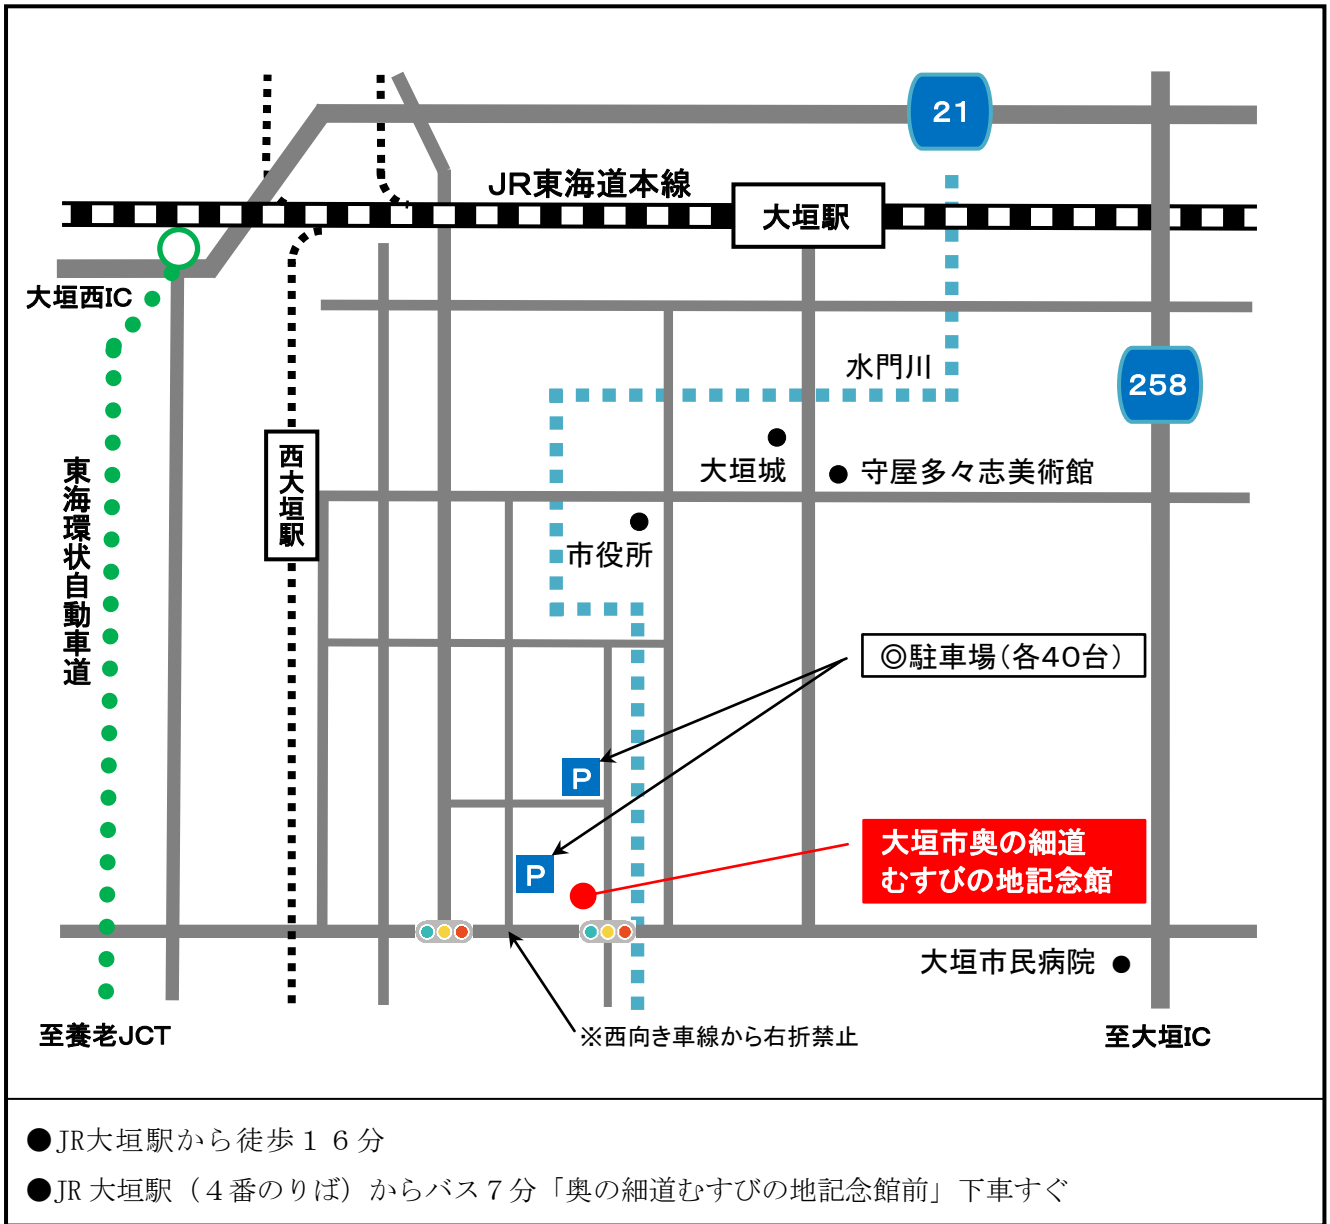 21
JR東海道本線
大垣駅
大垣西IC
水門川
258
大垣城
守屋多々志美術館
西大垣駅
東海環状自動車道
市役所
◎駐車場(各40台)
P
P
大垣市奥の細道
むすびの地記念館
大垣市民病院
至養老JCT
※西向き車線から右折禁止
至大垣IC
●JR大垣駅から徒歩１６分
●JR 大垣駅（４番のりば）からバス７分「奥の細道むすびの地記念館前」下車すぐ